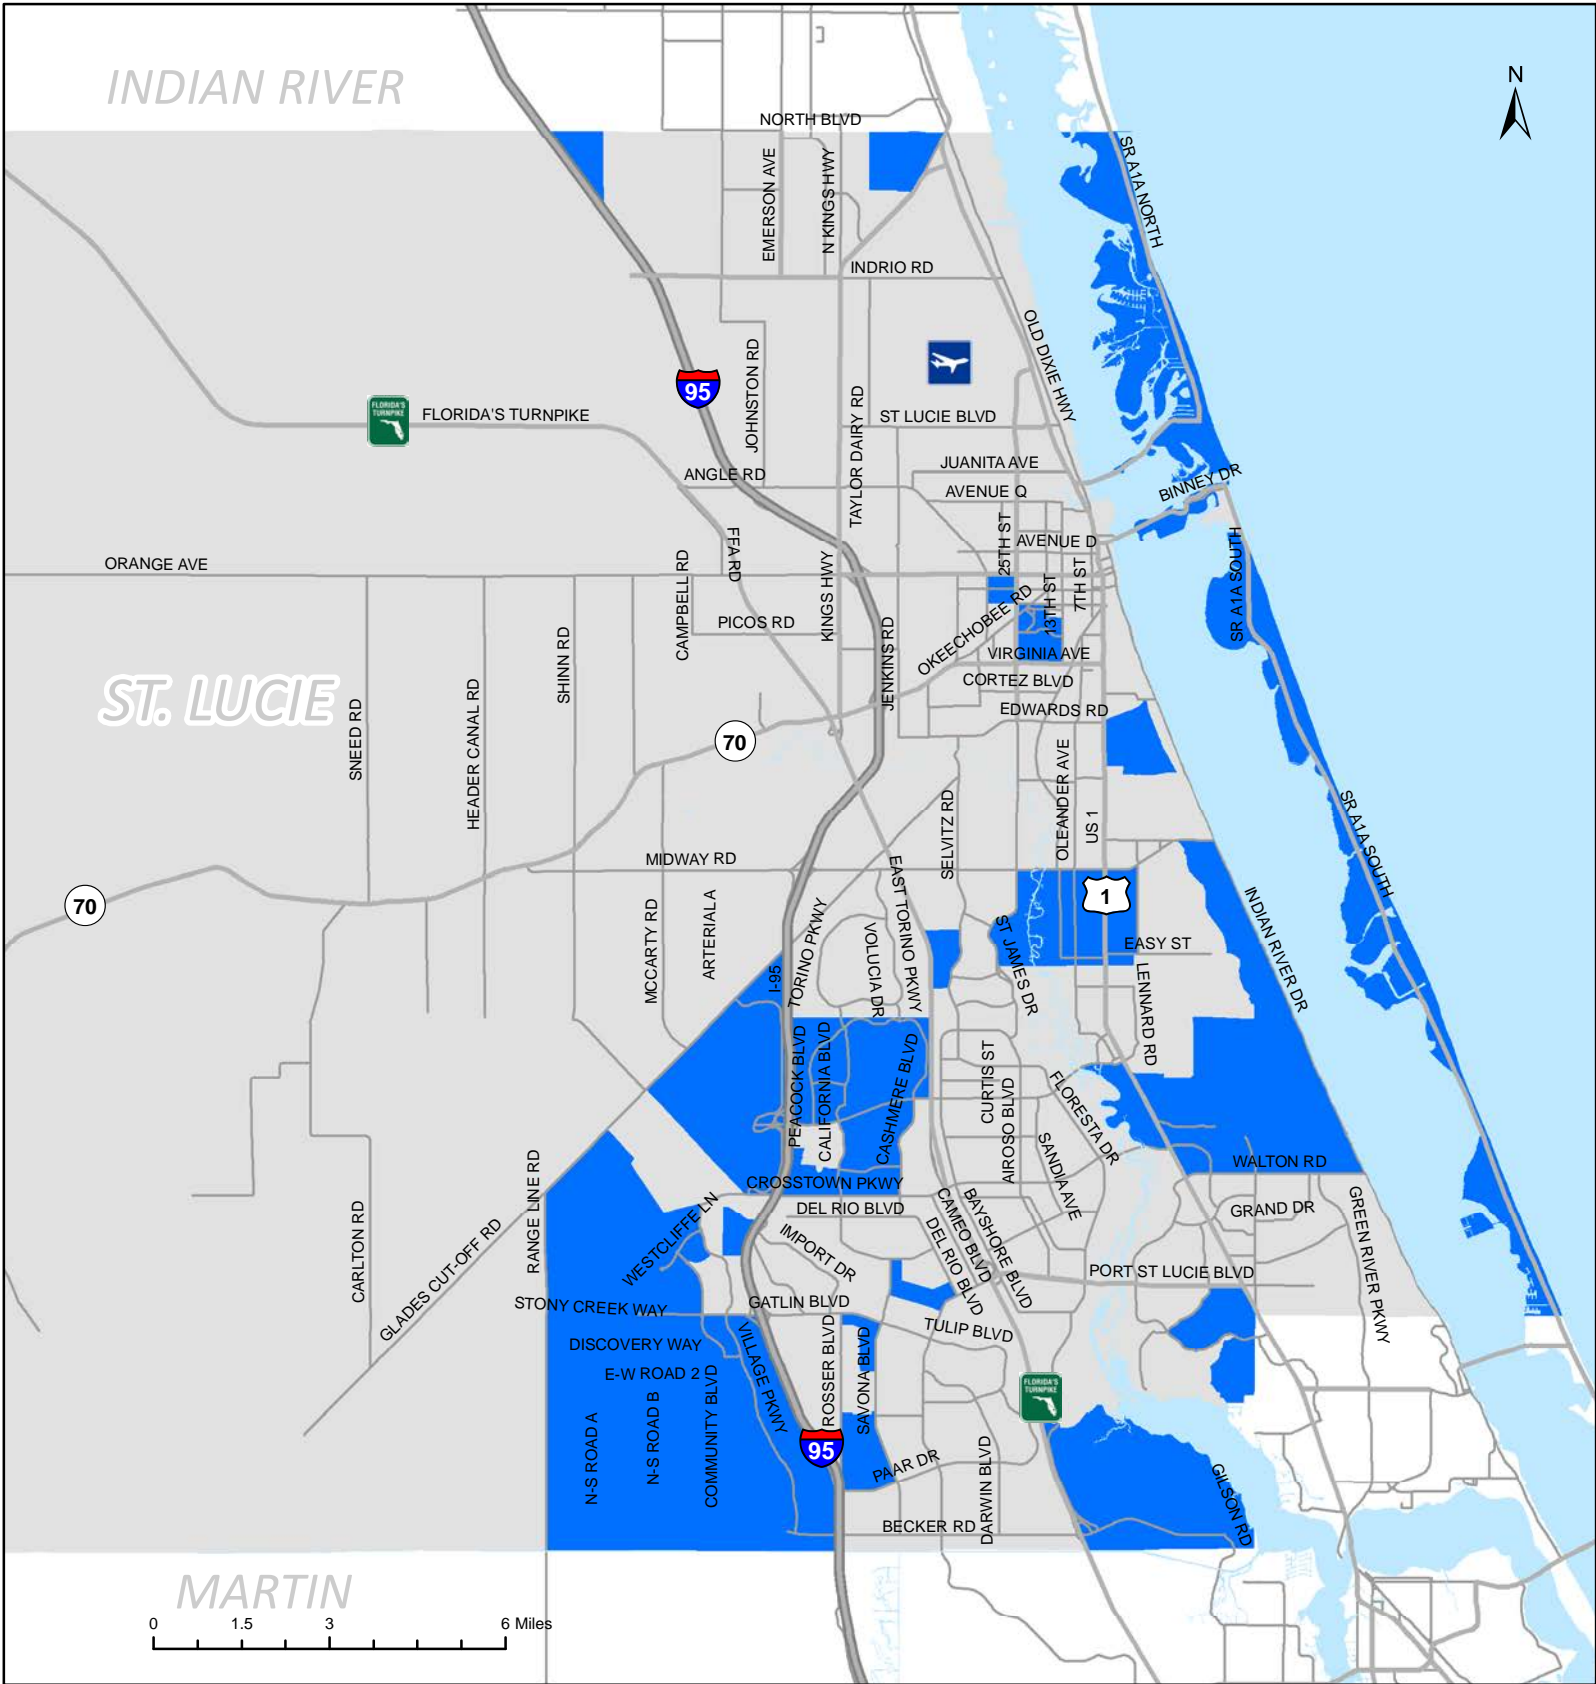 INDIAN RIVER
N
NORTH BLVD
SR A1A NORTH
EMERSON AVE
N KINGS HWY
INDRIO RD
OLD DIXIE HWY
JOHNSTON RD
95
FLORIDA'S
TURNPIKE
FLORIDA'S TURNPIKE
TAYLOR DAIRY RD
ST LUCIE BLVD
JUANITA AVE
ANGLE RD
BINNEY DR
AVENUE Q
25TH ST
AVENUE D
FFA RD
ORANGE AVE
CAMPBELL RD
KINGS HWY
13TH ST
7TH ST
SR A1A SOUTH
PICOS RD
OKEECHOBEE RD
SHINN RD
JENKINS RD
VIRGINIA AVE
CORTEZ BLVD
ST. LUCIE
SNEED RD
HEADER CANAL RD
EDWARDS RD
70
SELVITZ RD
OLEANDER AVE
US 1
SR A1A SOUTH
MIDWAY RD
EAST TORINO PKWY
1
70
MCCARTY RD
ARTERIAL A
TORINO PKWY
VOLUCIA DR
ST JAMES DR
EASY ST
INDIAN RIVER DR
I-95
LENNARD RD
PEACOCK BLVD
CALIFORNIA BLVD
CASHMERE BLVD
CURTIS ST
AIROSO BLVD
FLORESTA DR
SANDIA AVE
WALTON RD
RANGE LINE RD
CROSSTOWN PKWY
CARLTON RD
GLADES CUT-OFF RD
WESTCLIFFE LN
DEL RIO BLVD
CAMEO BLVD
BAYSHORE BLVD
GRAND DR
GREEN RIVER PKWY
IMPORT DR
DEL RIO BLVD
PORT ST LUCIE BLVD
STONY CREEK WAY
GATLIN BLVD
TULIP BLVD
DISCOVERY WAY
VILLAGE PKWY
ROSSER BLVD
SAVONA BLVD
E-W ROAD 2
FLORIDA'S
TURNPIKE
N-S ROAD A
N-S ROAD B
COMMUNITY BLVD
95
PAAR DR
DARWIN BLVD
GILSON RD
BECKER RD
MARTIN
0 1.5 3 6 Miles